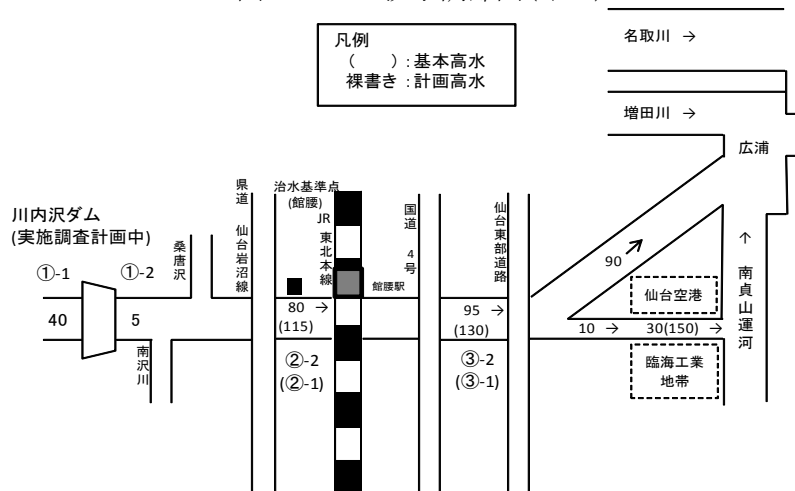 凡例
（　　）：基本高水
裸書き：計画高水
名取川 →
増田川 →
広浦
川内沢ダム
(実施調査計画中)
①-1
①-2
桑唐沢
県道 仙台岩沼線
治水基準点
(館腰)
JR
東北本線
国道 4号
仙台東部道路
館腰駅
40
5
南沢川
80 →
(115)
95 →
(130)
90
↑
南貞山運河
仙台空港
10 →
30(150) →
臨海工業
地帯
②-2
(②-1)
③-2
(③-1)